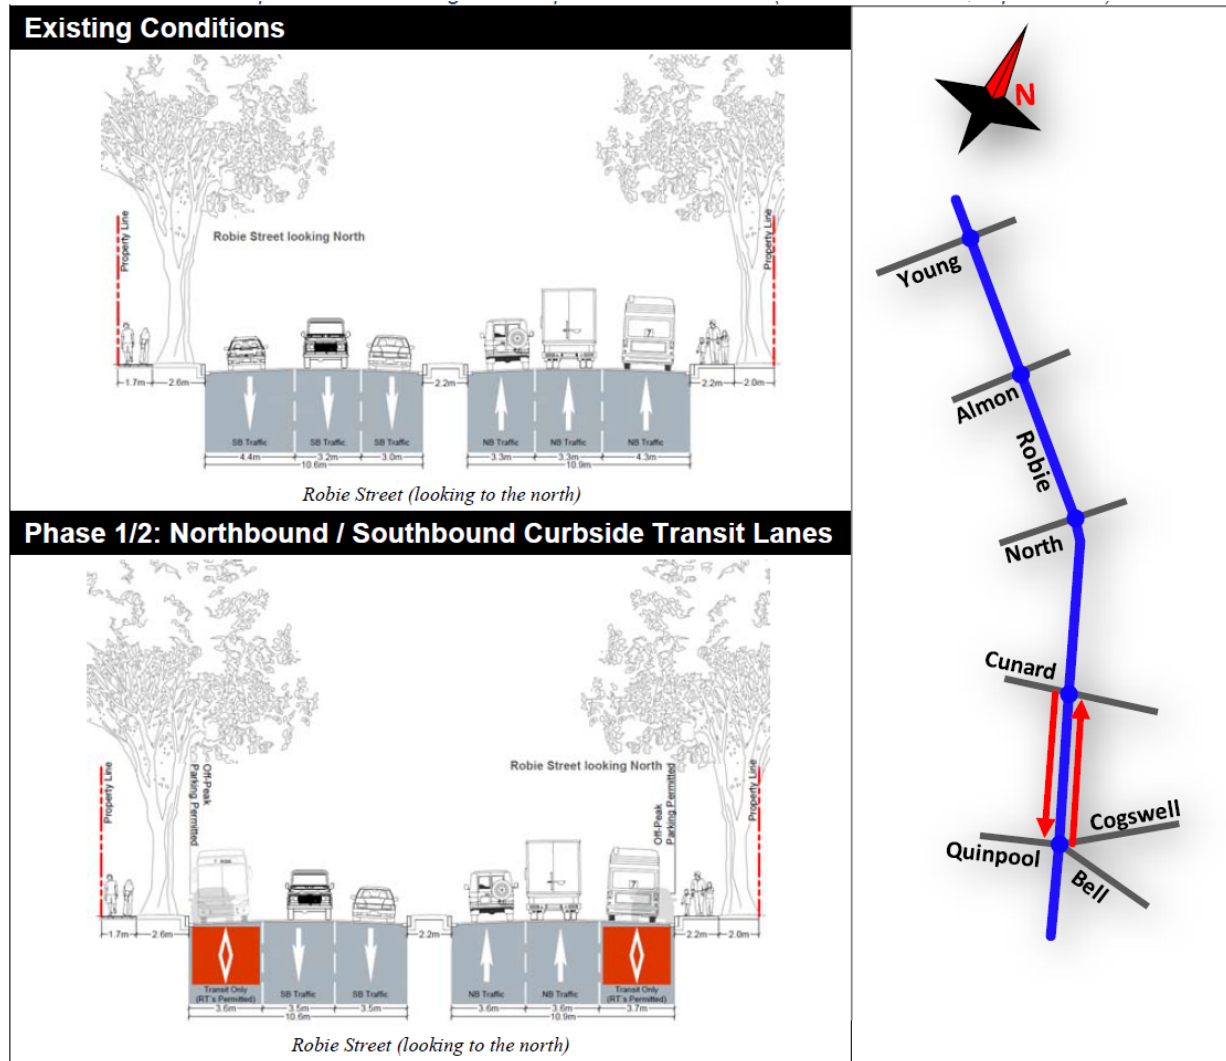 Existing Conditions
Property Line
Robie Street looking North
Property Line
7
1.7m
2.6m
2.2m
2.2m
2.0m
SB Traffic
SB Traffic
SB Traffic
NB Traffic
NB Traffic
NB Traffic
4.4m
3.2m
3.0m
3.3m
3.3m
4.3m
10.6m
10.9m
Robie Street (looking to the north)
Phase 1/2: Northbound / Southbound Curbside Transit Lanes
Property Line
Off-Peak
Parking Permitted
Robie Street looking North
Off-Peak
Parking Permitted
Property Line
7
1.7m
2.6m
2.2m
2.2m
2.0m
Transit Only
(RT's Permitted)
SB Traffic
SB Traffic
NB Traffic
NB Traffic
Transit Only
(RT's Permitted)
3.6m
3.5m
3.5m
3.6m
3.6m
3.7m
10.6m
10.9m
Robie Street (looking to the north)
N
Young
Almon
Robie
North
Cunard
Cogswell
Quinpool
Bell